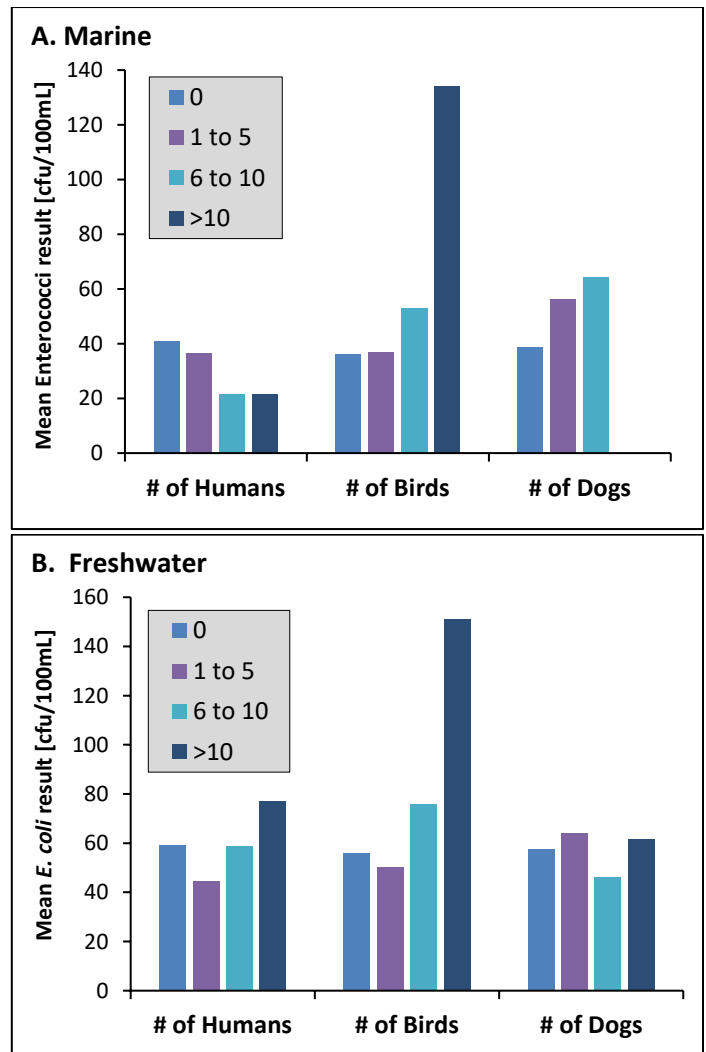 A. Marine
Mean Enterococci result [cfu/100mL]
140
120
100
80
60
40
20
0
0
1 to 5
6 to 10
>10
# of Humans
# of Birds
# of Dogs
B. Freshwater
Mean E. coli result [cfu/100mL]
160
140
120
100
80
60
40
20
0
0
1 to 5
6 to 10
>10
# of Humans
# of Birds
# of Dogs